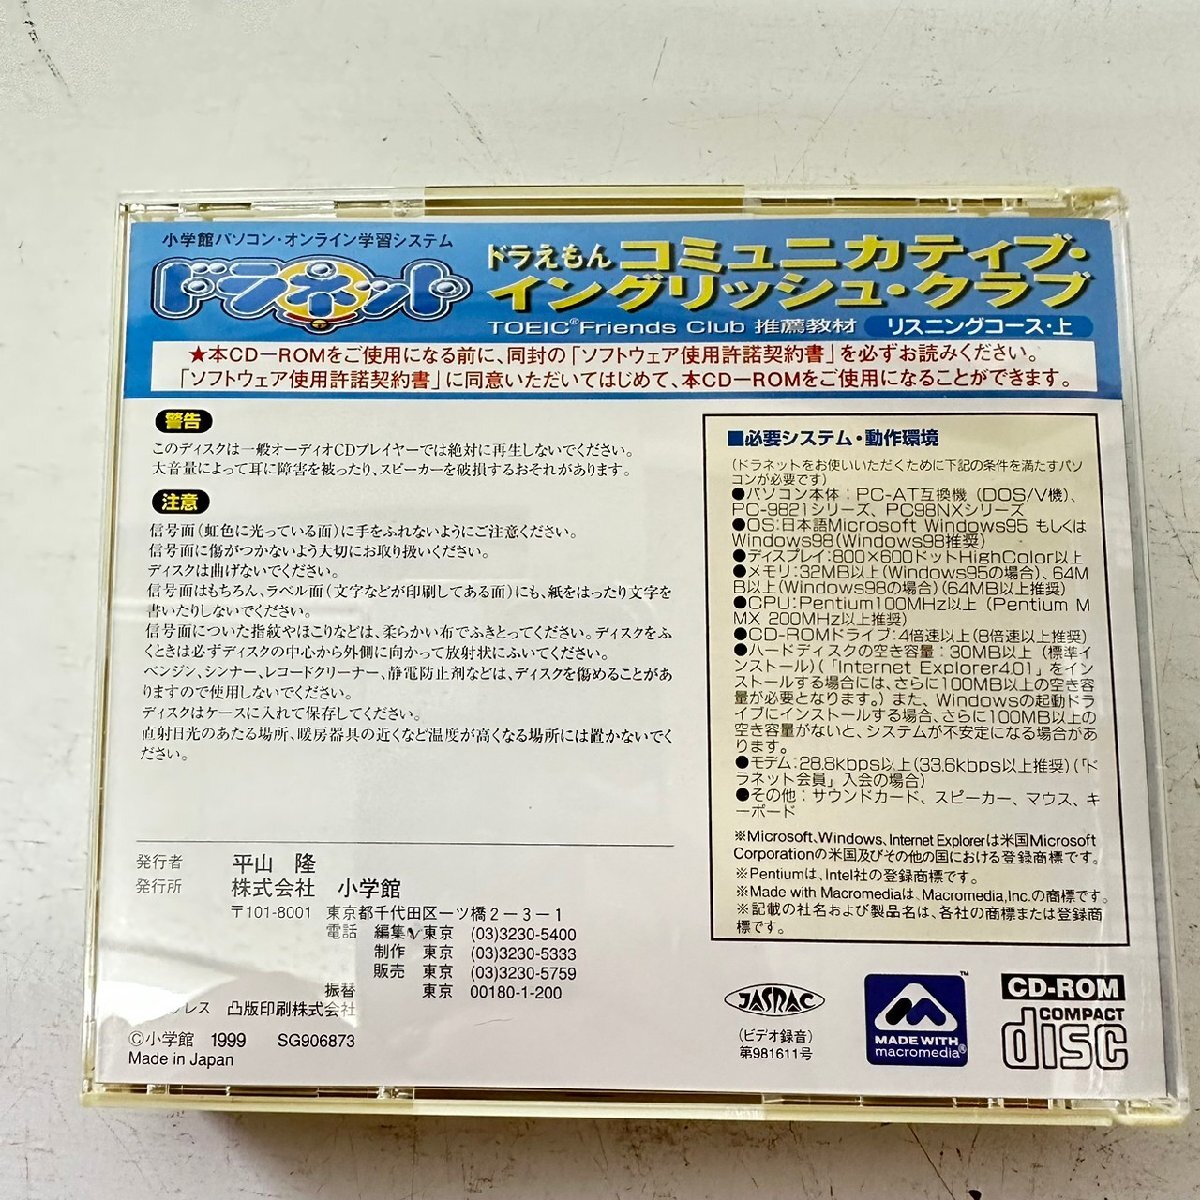 小学館パソコン・オンライン学習システム
ドラネット
ドラえもん コミュニカティブ・
イングリッシュ・クラブ
TOEIC®Friends Club 推薦教材 リスニングコース・上
★本CD－ROMをご使用になる前に、同封の「ソフトウェア使用許諾契約書」を必ずお読みください。
「ソフトウェア使用許諾契約書」に同意いただいてはじめて、本CD－ROMをご使用になることができます。
警告
このディスクは一般オーディオCDプレイヤーでは絶対に再生しないでください。
大音量によって耳に障害を被ったり、スピーカーを破損するおそれがあります。
注意
信号面(虹色に光っている面)に手をふれないようにご注意ください。
信号面に傷がつかないよう大切にお取り扱いください。
ディスクは曲げないでください。
信号面はもちろん、ラベル面(文字などが印刷してある面)にも、紙をはったり文字を
書いたりしないでください。
信号面についた指紋やほこりなどは、柔らかい布でふきとってください。ディスクをふ
くときは必ずディスクの中心から外側に向かって放射状にふいてください。
ベンジン、シンナー、レコードクリーナー、静電防止剤などは、ディスクを傷めることがあ
りますので使用しないでください。
ディスクはケースに入れて保存してください。
直射日光のあたる場所、暖房器具の近くなど温度が高くなる場所には置かないでく
ださい。
発行者 平山 隆
発行所 株式会社 小学館
〒101-8001 東京都千代田区一ツ橋2－3－1
電話 編集 東京 (03)3230-5400
制作 東京 (03)3230-5333
販売 東京 (03)3230-5759
振替 東京 00180-1-200
プレス 凸版印刷株式会社
©小学館 1999 SG906873
Made in Japan
■必要システム・動作環境
(ドラネットをお使いいただくために下記の条件を満たすパソ
コンが必要です)
●パソコン本体：PC-AT互換機（DOS/V機）、
PC-9821シリーズ、PC98NXシリーズ
●OS:日本語Microsoft Windows95 もしくは
Windows98(Windows98推奨)
●ディスプレイ:800×600ドットHighColor以上
●メモリ:32MB以上(Windows95の場合)、64M
B以上(Windows98の場合)(64MB以上推奨)
●CPU:Pentium100MHz以上（Pentium M
MX 200MHz以上推奨）
●CD-ROMドライブ:4倍速以上(8倍速以上推奨)
●ハードディスクの空き容量：30MB以上（標準イ
ンストール）(「Internet Explorer4.01」をイン
ストールする場合には、さらに100MB以上の空き容
量が必要となります。）また、Windowsの起動ドラ
イブにインストールする場合、さらに100MB以上の
空き容量がないと、システムが不安定になる場合があ
ります。
●モデム:28.8kbps以上(33.6kbps以上推奨)(「ド
ラネット会員」入会の場合)
●その他：サウンドカード、スピーカー、マウス、キ
ーボード
※Microsoft,Windows, Internet Explorerは米国Microsoft
Corporationの米国及びその他の国における登録商標です。
※Pentiumは、Intel社の登録商標です。
※Made with Macromediaは、Macromedia,Inc.の商標です。
※記載の社名および製品名は、各社の商標または登録商
標です。
JASRAC
(ビデオ録音)
第981611号
MADE WITH
macromedia®
™
CD-ROM
COMPACT
disc